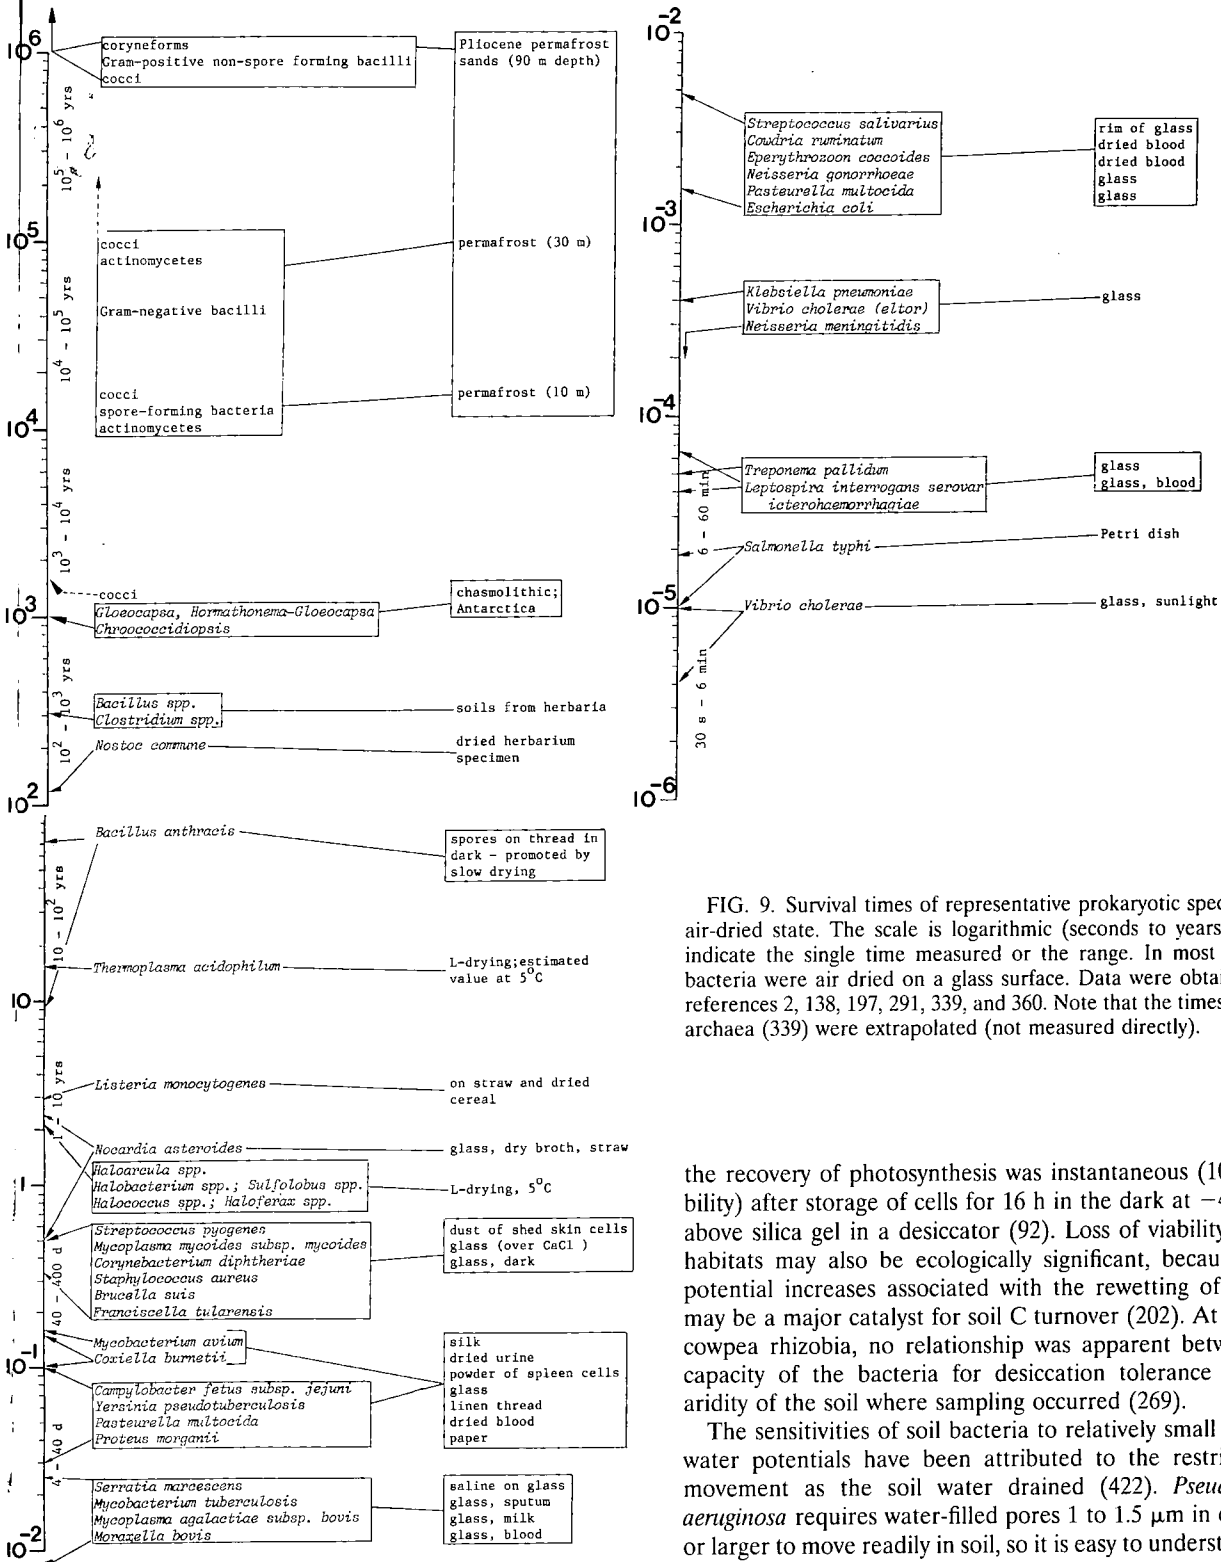 10^6
coryneforms
Gram-positive non-spore forming bacilli
cocci
Pliocene permafrost
sands (90 m depth)
10^5 - 10^6 yrs
10^5
cocci
actinomycetes
permafrost (30 m)
Gram-negative bacilli
10^4 - 10^5 yrs
cocci
spore-forming bacteria
actinomycetes
permafrost (10 m)
10^4
10^3 - 10^4 yrs
cocci
Gloeocapsa, Hormathonema-Gloeocapsa
Chroococcidiopsis
chasmolithic;
Antarctica
10^3
10^2 - 10^3 yrs
Bacillus spp.
Clostridium spp.
soils from herbaria
Nostoc commune
dried herbarium
specimen
10^2
Bacillus anthracis
spores on thread in
dark - promoted by
slow drying
10 - 10^2 yrs
Thermoplasma acidophilum
L-drying;estimated
value at 5°C
10
Listeria monocytogenes
on straw and dried
cereal
1 - 10 yrs
Nocardia asteroides
glass, dry broth, straw
Haloarcula spp.
Halobacterium spp.; Sulfolobus spp.
Halococcus spp.; Haloferax spp.
L-drying, 5°C
1
Streptococcus pyogenes
Mycoplasma mycoides subsp. mycoides
Corynebacterium diphtheriae
Staphylococcus aureus
Brucella suis
Franciscella tularensis
dust of shed skin cells
glass (over CaCl )
glass, dark
40 - 400 d
Mycobacterium avium
Coxiella burnetii
10^-1
Campylobacter fetus subsp. jejuni
Yersinia pseudotuberculosis
Pasteurella multocida
Proteus morganii
silk
dried urine
powder of spleen cells
glass
linen thread
dried blood
paper
4 - 40 d
Serratia marcescens
Mycobacterium tuberculosis
Mycoplasma agalactiae subsp. bovis
Moraxella bovis
saline on glass
glass, sputum
glass, milk
glass, blood
10^-2
10^-2
Streptococcus salivarius
Cowdria ruminatum
Eperythrozoon coccoides
Neisseria gonorrhoeae
Pasteurella multocida
Escherichia coli
rim of glass
dried blood
dried blood
glass
glass
10^-3
Klebsiella pneumoniae
Vibrio cholerae (eltor)
Neisseria meningitidis
glass
10^-4
Treponema pallidum
Leptospira interrogans serovar
icterohaemorrhagiae
glass
glass, blood
6 - 60 min
Salmonella typhi
Petri dish
10^-5
Vibrio cholerae
glass, sunlight
30 s - 6 min
10^-6
FIG. 9. Survival times of representative prokaryotic spec
air-dried state. The scale is logarithmic (seconds to years
indicate the single time measured or the range. In most
bacteria were air dried on a glass surface. Data were obtai
references 2, 138, 197, 291, 339, and 360. Note that the times
archaea (339) were extrapolated (not measured directly).
the recovery of photosynthesis was instantaneous (10
bility) after storage of cells for 16 h in the dark at −4
above silica gel in a desiccator (92). Loss of viability
habitats may also be ecologically significant, becau
potential increases associated with the rewetting of
may be a major catalyst for soil C turnover (202). At
cowpea rhizobia, no relationship was apparent betw
capacity of the bacteria for desiccation tolerance
aridity of the soil where sampling occurred (269).
The sensitivities of soil bacteria to relatively small
water potentials have been attributed to the restri
movement as the soil water drained (422). Pseud
aeruginosa requires water-filled pores 1 to 1.5 μm in d
or larger to move readily in soil, so it is easy to underst